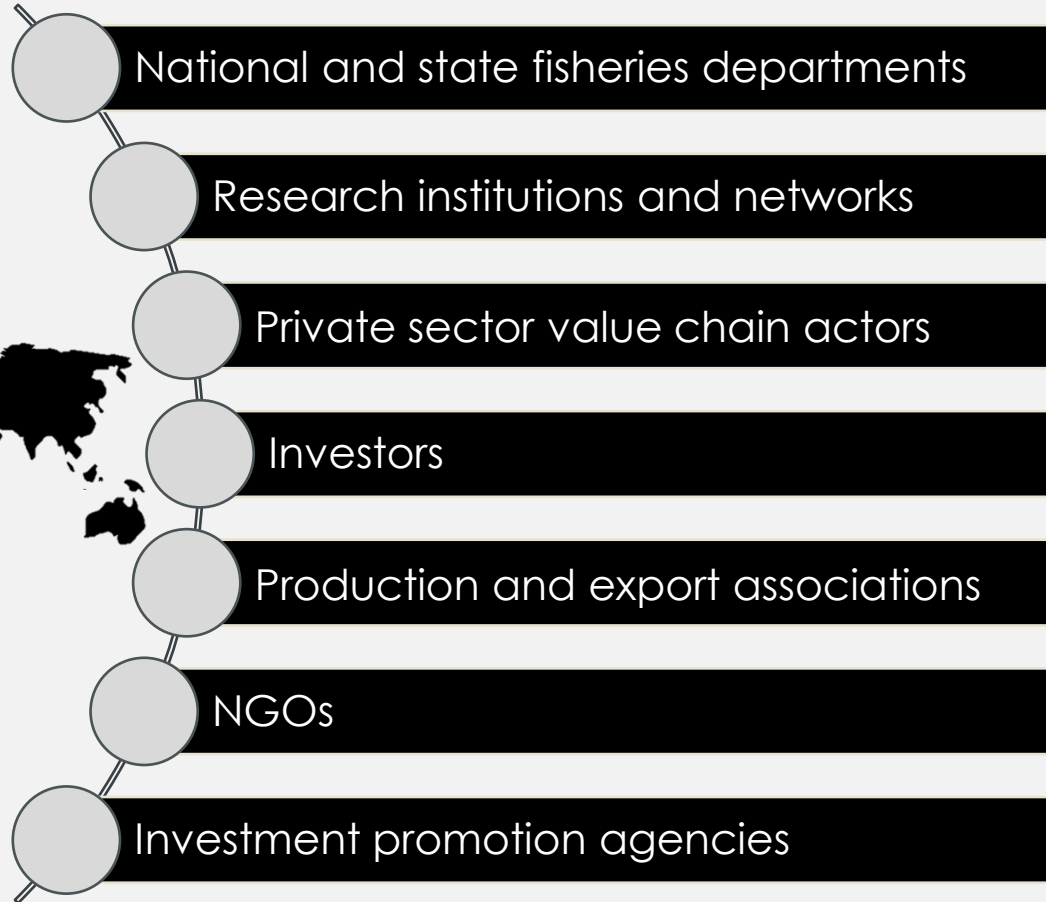 National and state fisheries departments
Research institutions and networks
Private sector value chain actors
Investors
Production and export associations
NGOs
Investment promotion agencies